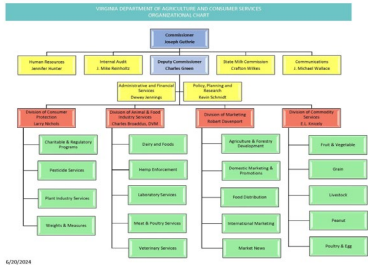 VIRGINIA DEPARTMENT OF AGRICULTURE AND CONSUMER SERVICES
ORGANIZATIONAL CHART
Commissioner
Joseph Guthrie
Human Resources
Jennifer Hunter
Internal Audit
J. Mike
Deputy Commissioner
Charles Green
State Milk Commission
Crafton Wilkes
Communications
Michael Wallace
Administrative and Financial
Services
Dewey Jennings
Policy, Planning and
Research
Kevin Schmidt
Division of Consumer
Protection
Larry Nichols
Division of Animal & Food
Industry Services
Charles Broaddus, DVM
Division of Marketing
Robert Davenport
Division of Commodity
Services
Charitable & Regulatory
Programs
Dairy and Foods
Agriculture & Forestry
Development
Fruit & Vegetable
Pesticide Services
Hemp Enforcement
Domestic Marketing &
Promotions
Grain
Plant Industry Services
Laboratory Services
Food Distribution
Livestock
Weights & Measures
Meat & Poultry Services
International Marketing
Peanut
Veterinary Services
Market News
Poultry & Egg
6/20/2024